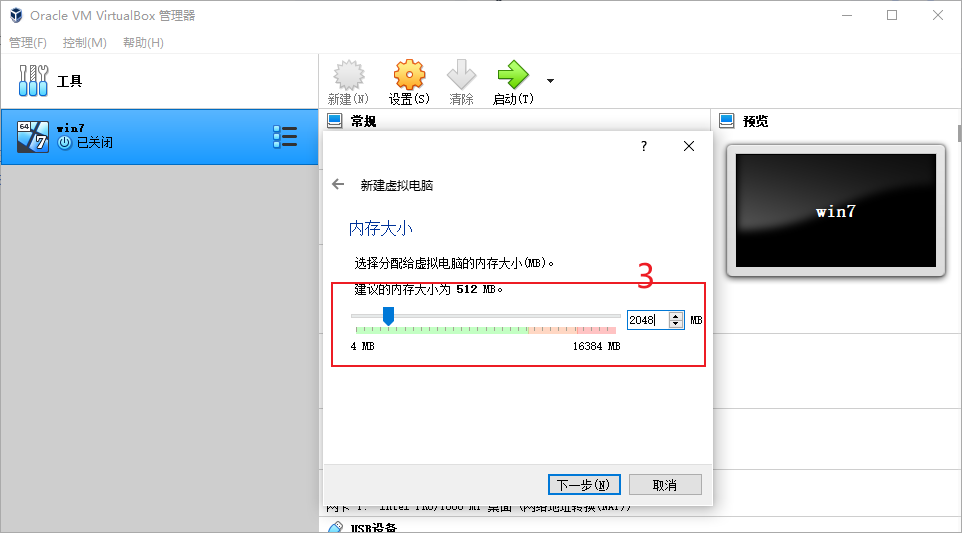 Oracle VM VirtualBox 管理器
管理(F) 控制(M) 帮助(H)
工具
新建(N) 设置(S) 清除 启动(T)
64 7 win7
已关闭
常规
预览
win7
?
新建虚拟电脑
内存大小
选择分配给虚拟电脑的内存大小(MB)。
3
建议的内存大小为 512 MB。
2048 MB
4 MB 16384 MB
下一步(N) 取消
网卡 1: Intel PRO/1000 MT 桌面 (网络地址转换(NAT))
USB设备